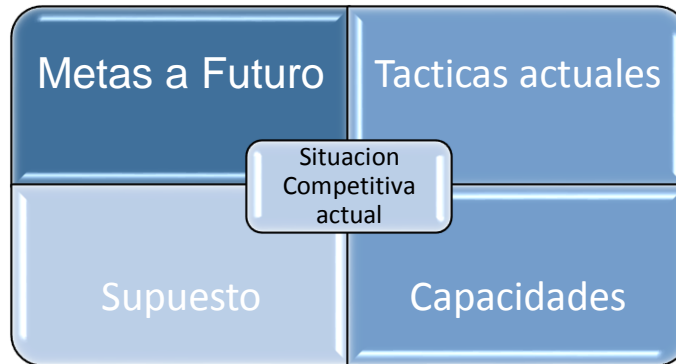 Metas a Futuro
Tacticas actuales
Situacion
Competitiva
actual
Supuesto
Capacidades